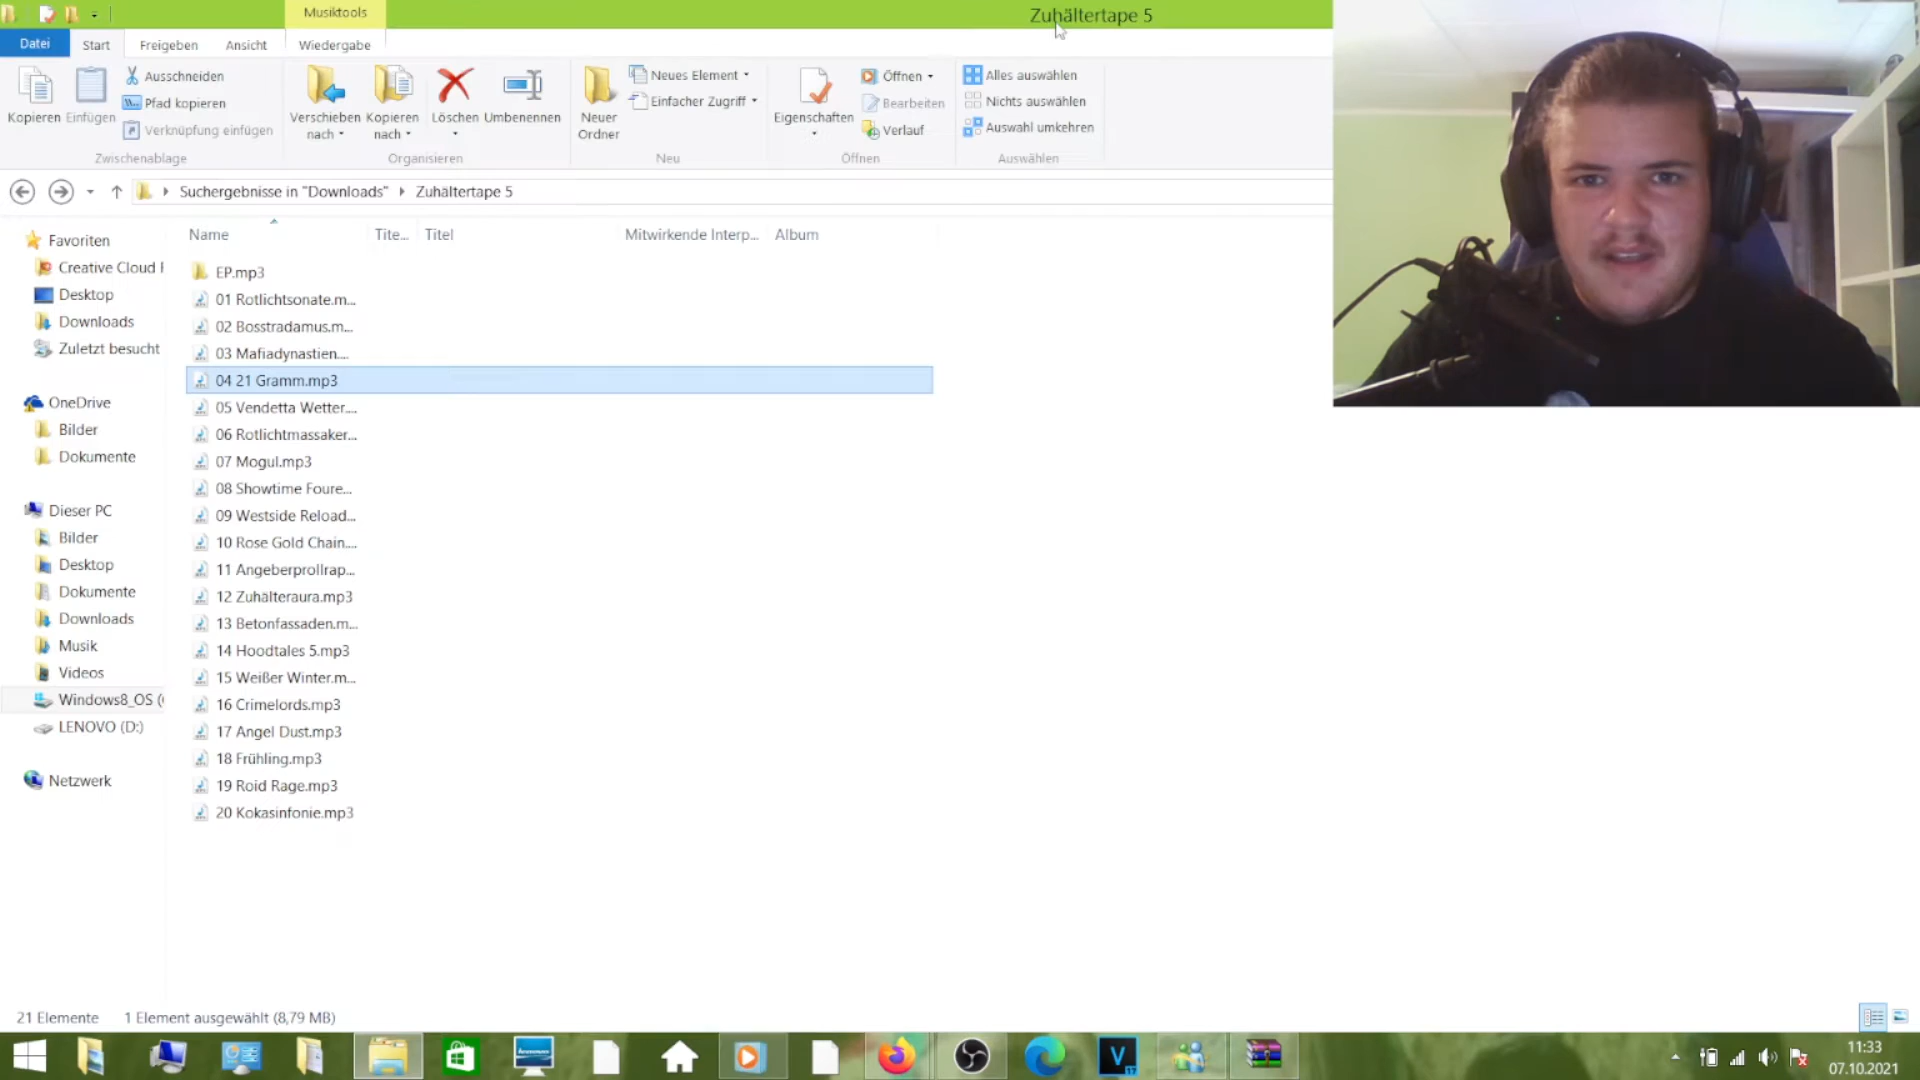 Musiktools
Zuhältertape 5
Datei
Start
Freigeben
Ansicht
Wiedergabe
Kopieren
Einfügen
Ausschneiden
Pfad kopieren
Verknüpfung einfügen
Zwischenablage
Verschieben nach
Kopieren nach
Löschen
Umbenennen
Organisieren
Neuer Ordner
Neues Element
Einfacher Zugriff
Neu
Eigenschaften
Öffnen
Bearbeiten
Verlauf
Öffnen
Alles auswählen
Nichts auswählen
Auswahl umkehren
Auswählen
Suchergebnisse in "Downloads"
Zuhältertape 5
Favoriten
Creative Cloud F
Desktop
Downloads
Zuletzt besucht
OneDrive
Bilder
Dokumente
Dieser PC
Bilder
Desktop
Dokumente
Downloads
Musik
Videos
Windows8_OS (
LENOVO (D:)
Netzwerk
Name
Tite...
Titel
Mitwirkende Interp...
Album
EP.mp3
01 Rotlichtsonate.m...
02 Bosstradamus.m...
03 Mafiadynastien....
04 21 Gramm.mp3
05 Vendetta Wetter....
06 Rotlichtmassaker...
07 Mogul.mp3
08 Showtime Foure...
09 Westside Reload...
10 Rose Gold Chain....
11 Angeberprollrap...
12 Zuhälteraura.mp3
13 Betonfassaden.m...
14 Hoodtales 5.mp3
15 Weißer Winter.m...
16 Crimelords.mp3
17 Angel Dust.mp3
18 Frühling.mp3
19 Roid Rage.mp3
20 Kokasinfonie.mp3
21 Elemente
1 Element ausgewählt (8,79 MB)
11:33
07.10.2021